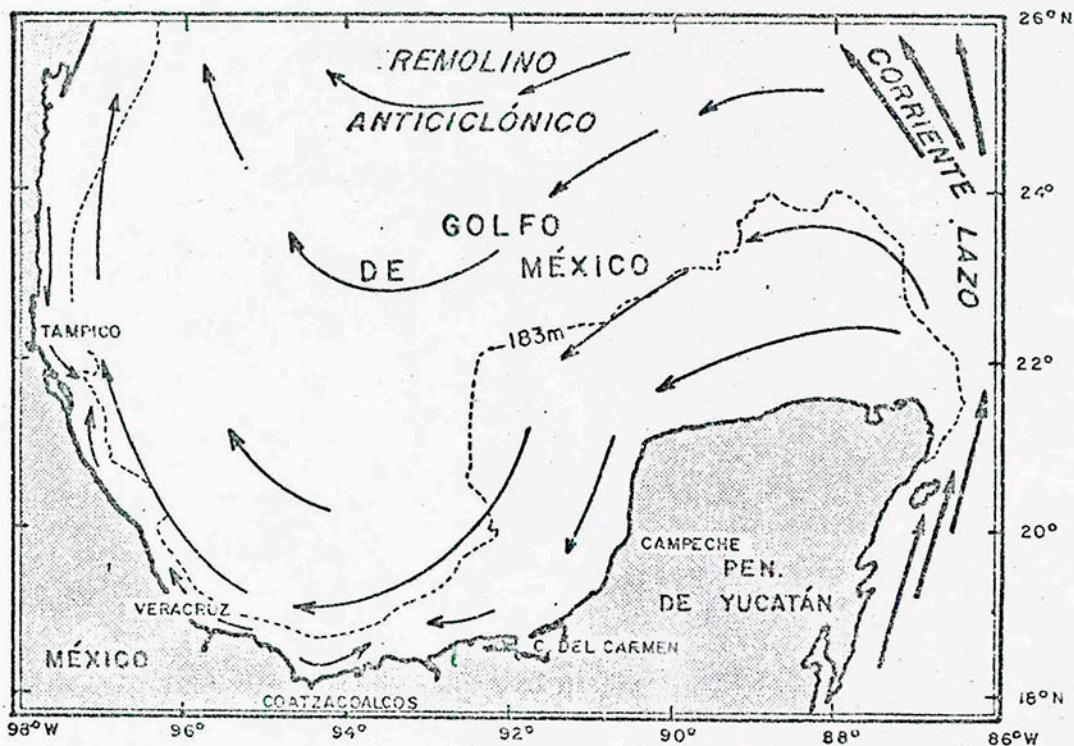 26°
REMOLINO
ANTICICLÓNICO
CORRIENTE LAZO
24°
GOLFO
DE MÉXICO
TAMPICO
183m
22°
20°
CAMPECHE
PEN.
DE YUCATÁN
VERACRUZ
C. DEL CARMEN
MÉXICO
COATZACOALCOS
18°N
98°W 96° 94° 92° 90° 88° 86°W